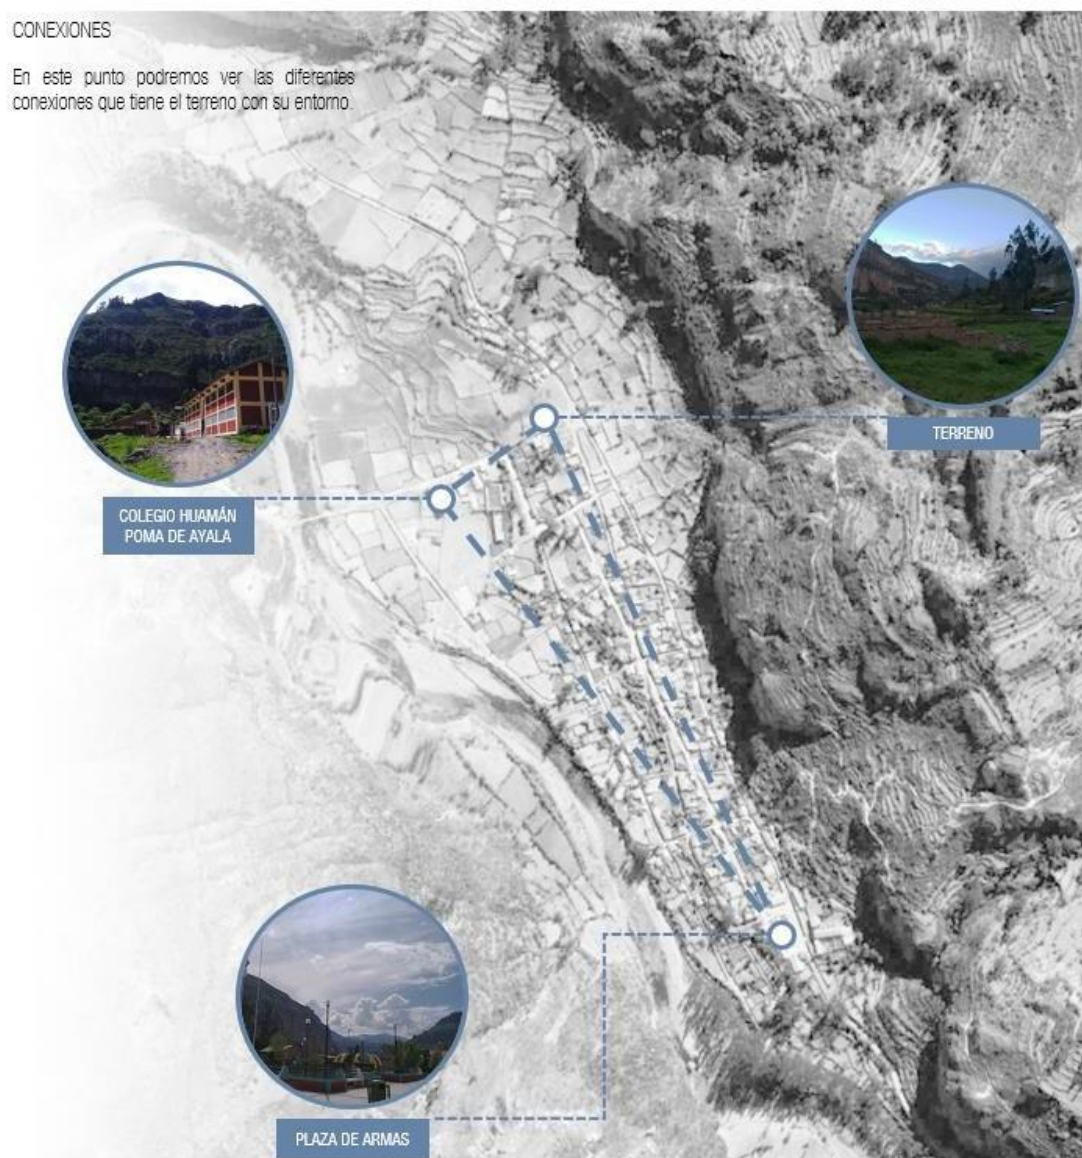 CONEXIONES
En este punto podremos ver las diferentes
conexiones que tiene el terreno con su entorno.
TERRENO
COLEGIO HUAMÁN
POMA DE AYALA
PLAZA DE ARMAS